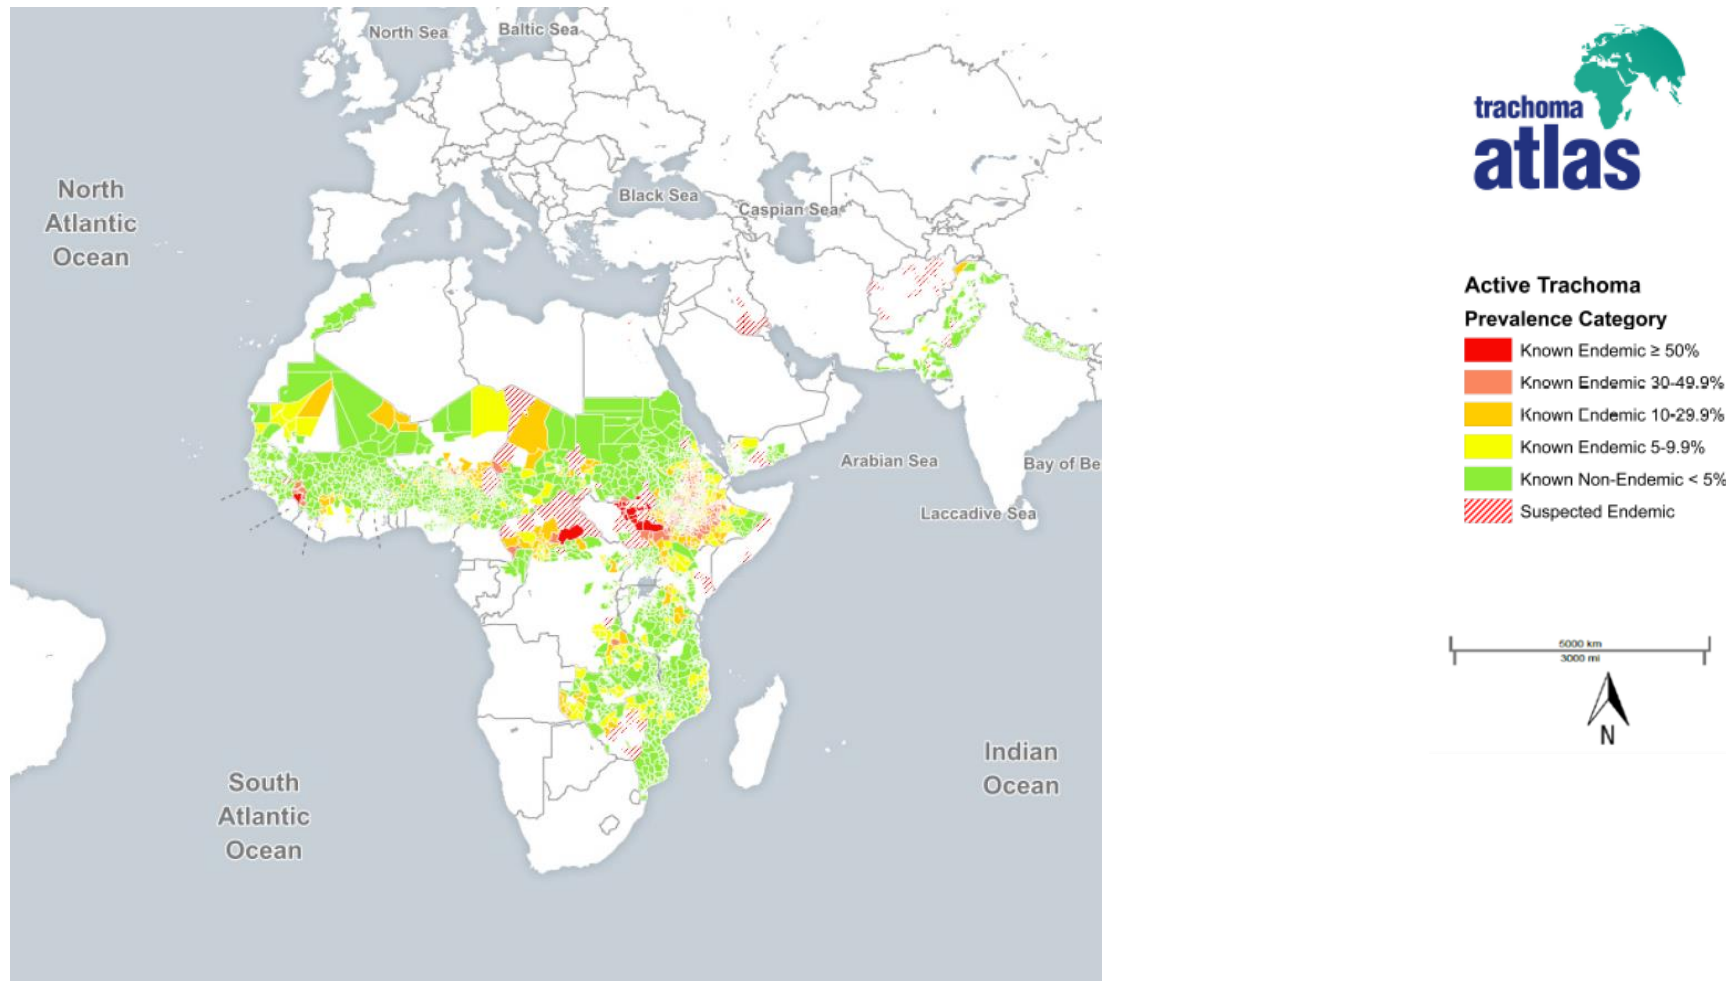 North Sea
Baltic Sea
North
Atlantic
Ocean
Black Sea
Caspian Sea
Arabian Sea
Bay of Be
Laccadive Sea
Indian
Ocean
South
Atlantic
Ocean
trachoma
atlas
Active Trachoma
Prevalence Category
Known Endemic ≥ 50%
Known Endemic 30-49.9%
Known Endemic 10-29.9%
Known Endemic 5-9.9%
Known Non-Endemic < 5%
Suspected Endemic
5000 km
3000 mi
N